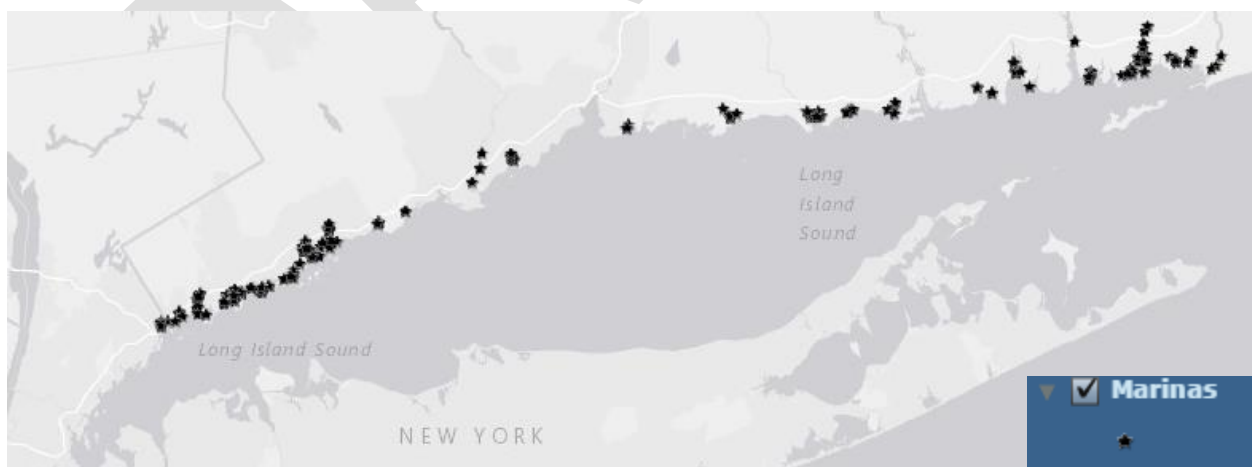 Long
Island
Sound
Long Island Sound
NEW YORK
Marinas